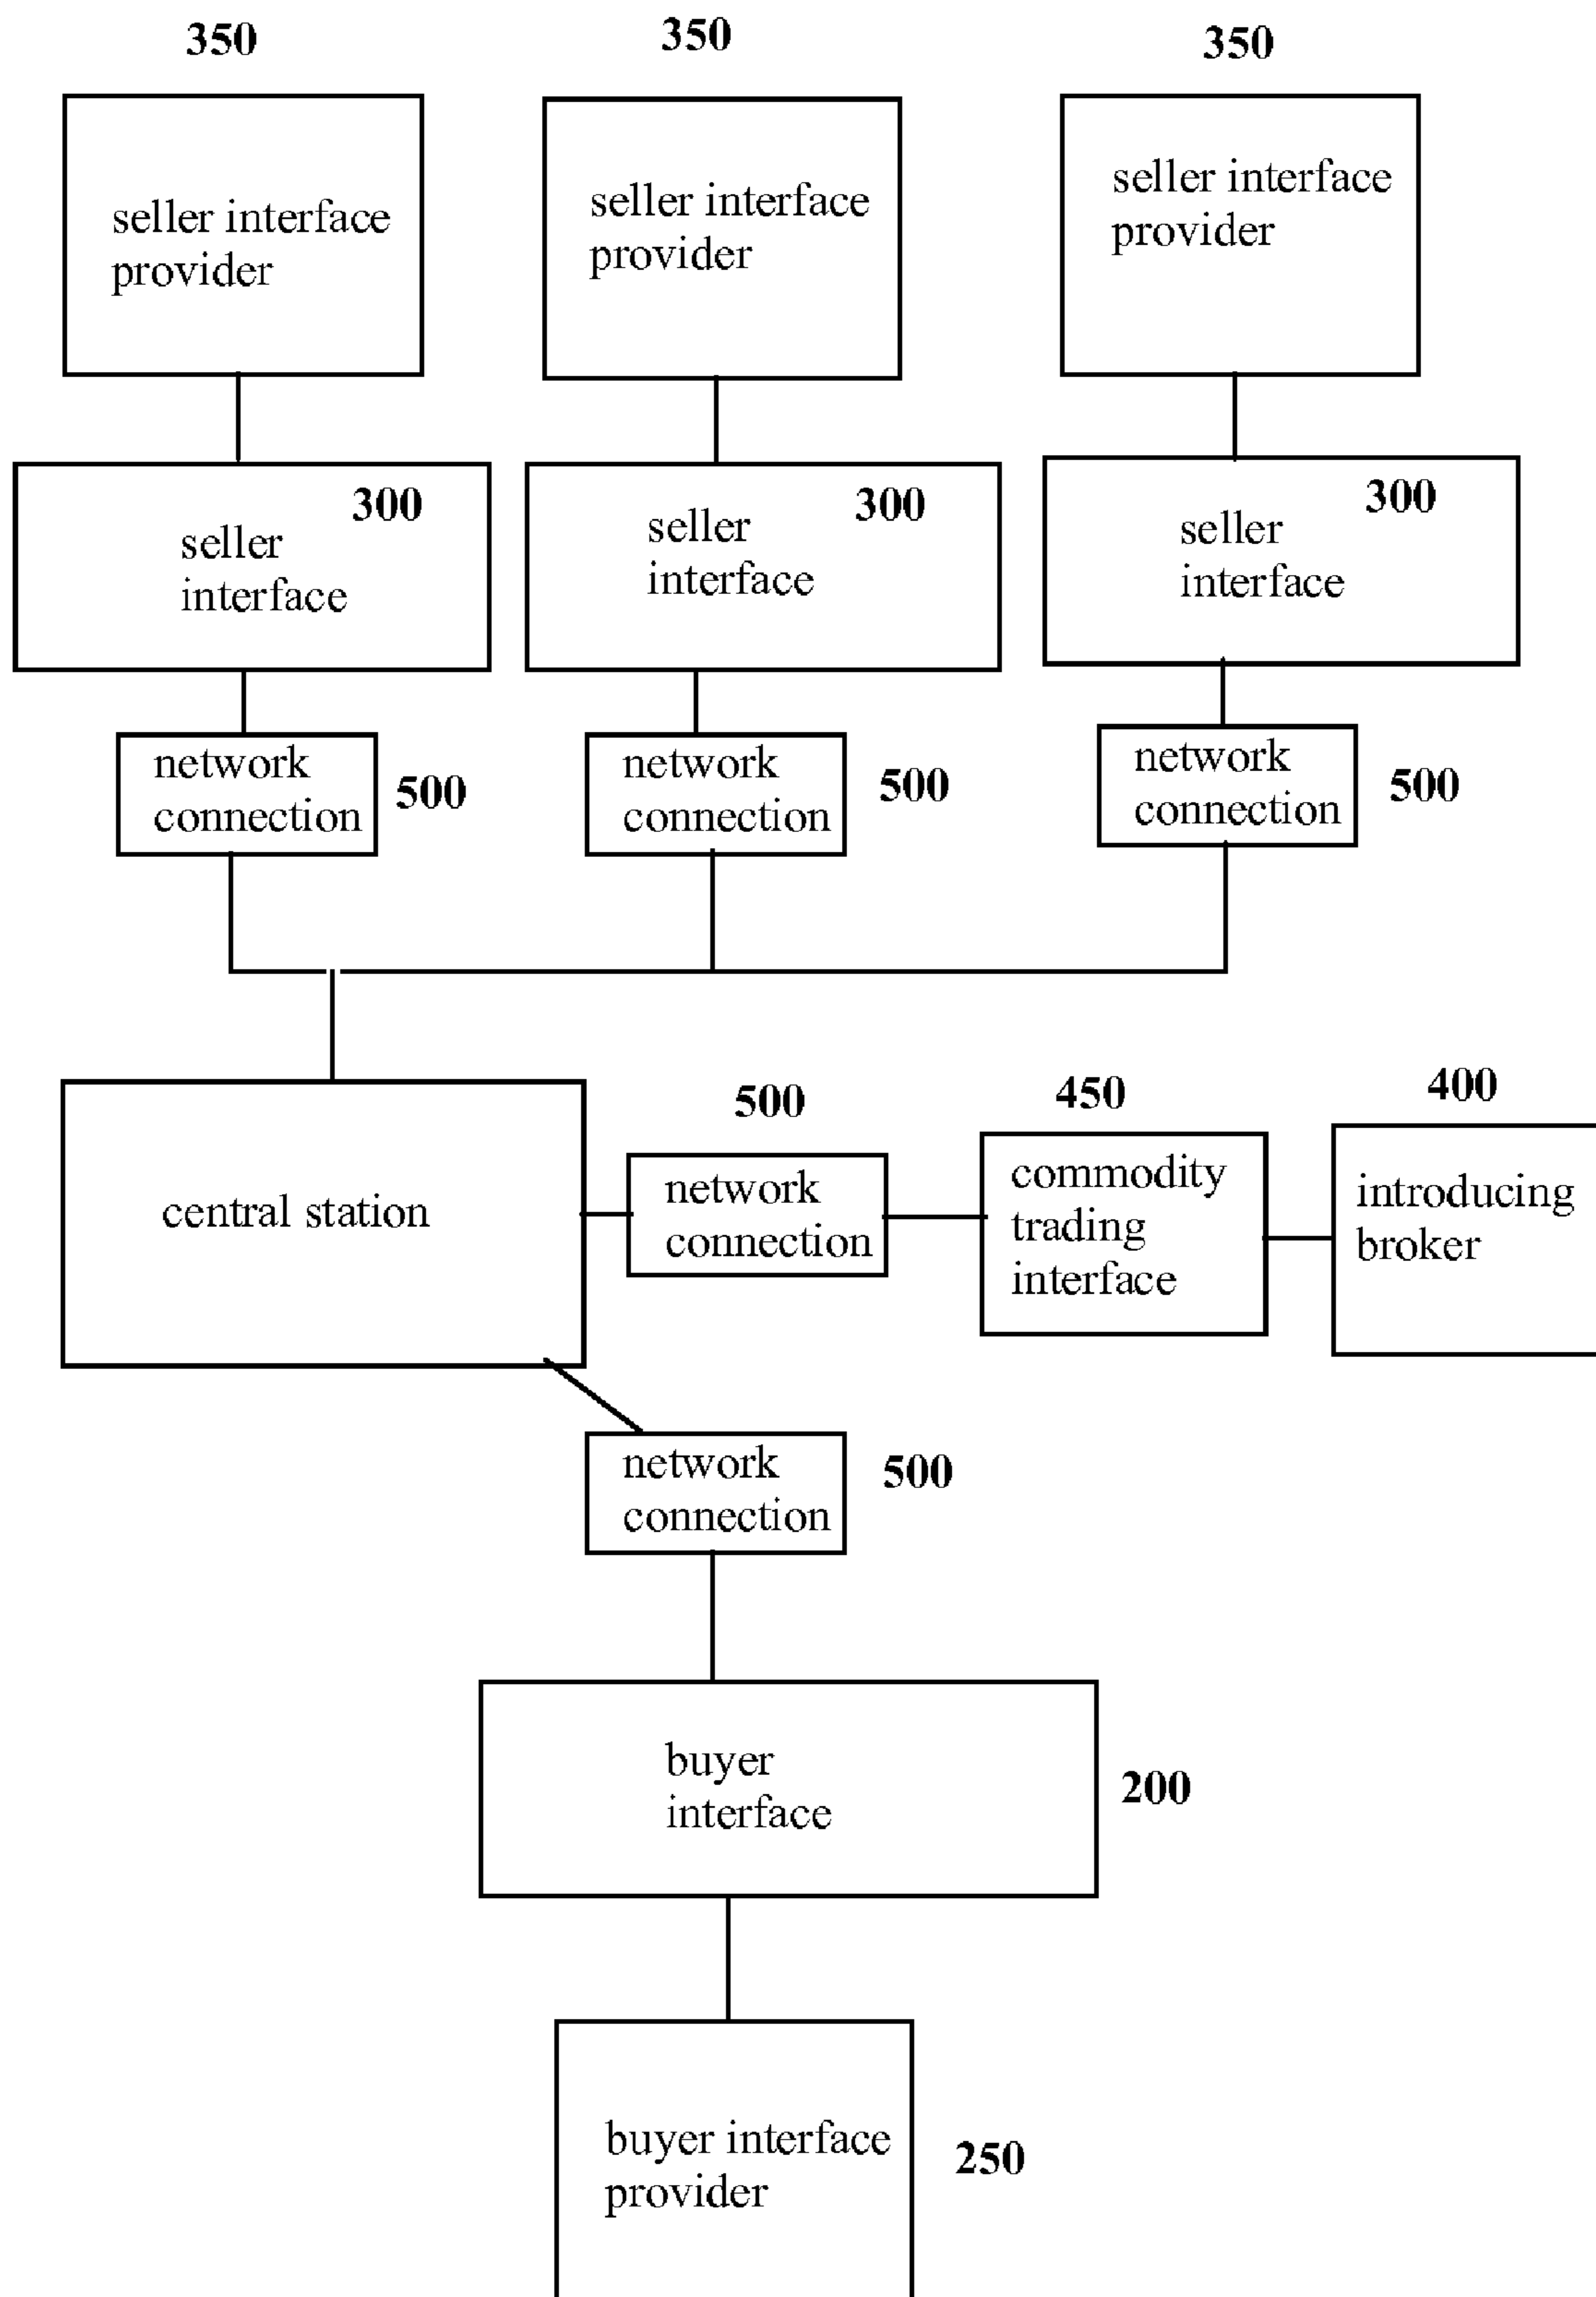 350
350
350
seller interface
provider
seller interface
provider
seller interface
provider
300
seller
interface
300
seller
interface
300
seller
interface
network
connection
500
network
connection
500
network
connection
500
central station
500
network
connection
450
commodity
trading
interface
400
introducing
broker
network
connection
500
buyer
interface
200
buyer interface
provider
250